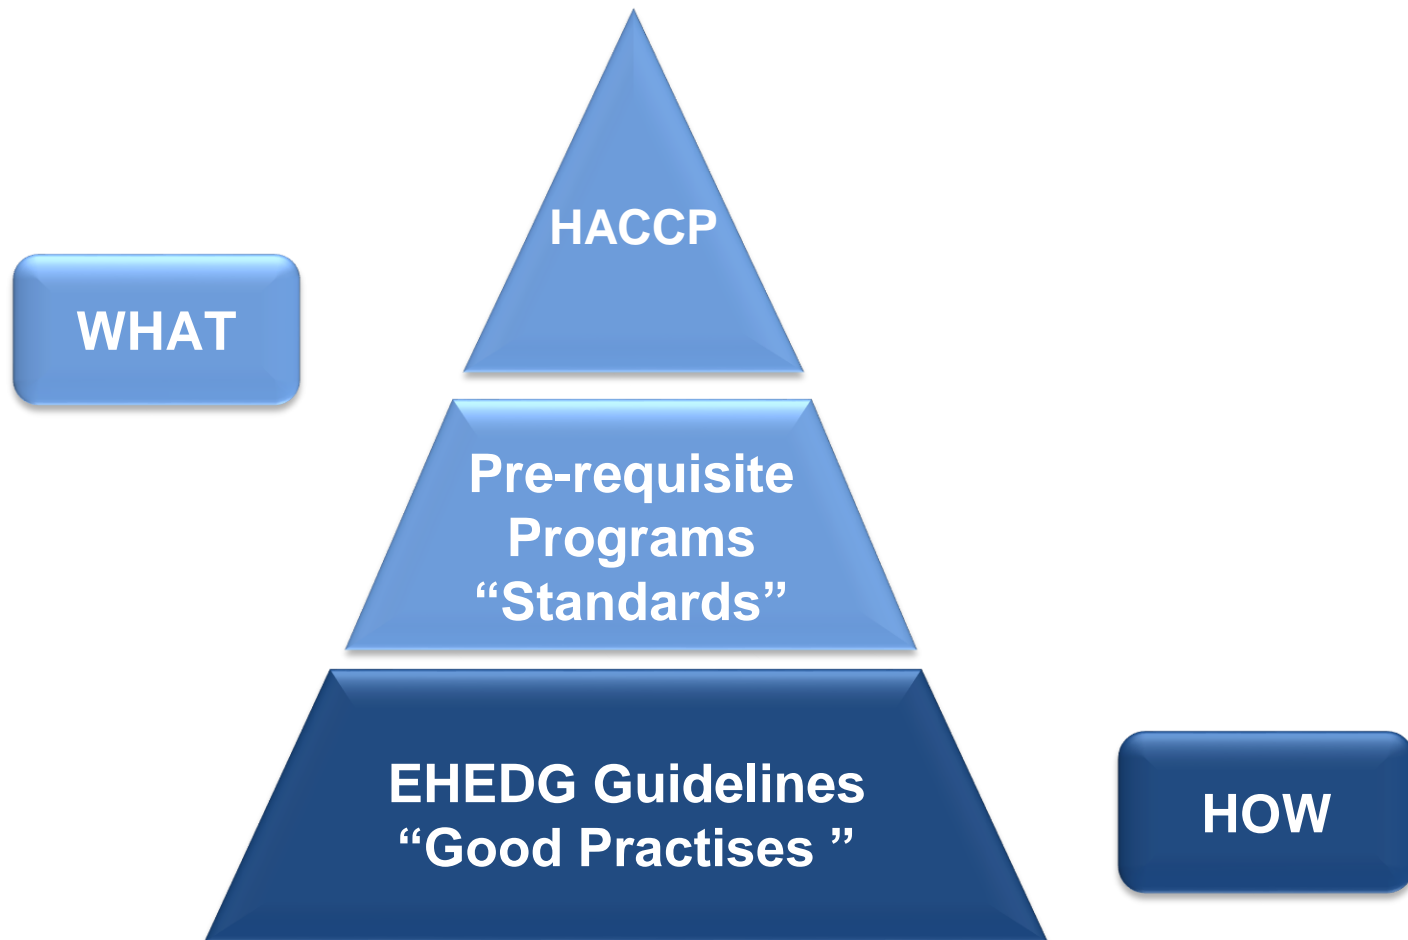 HACCP
WHAT
Pre-requisite
Programs
“Standards”
EHEDG Guidelines
“Good Practises ”
HOW